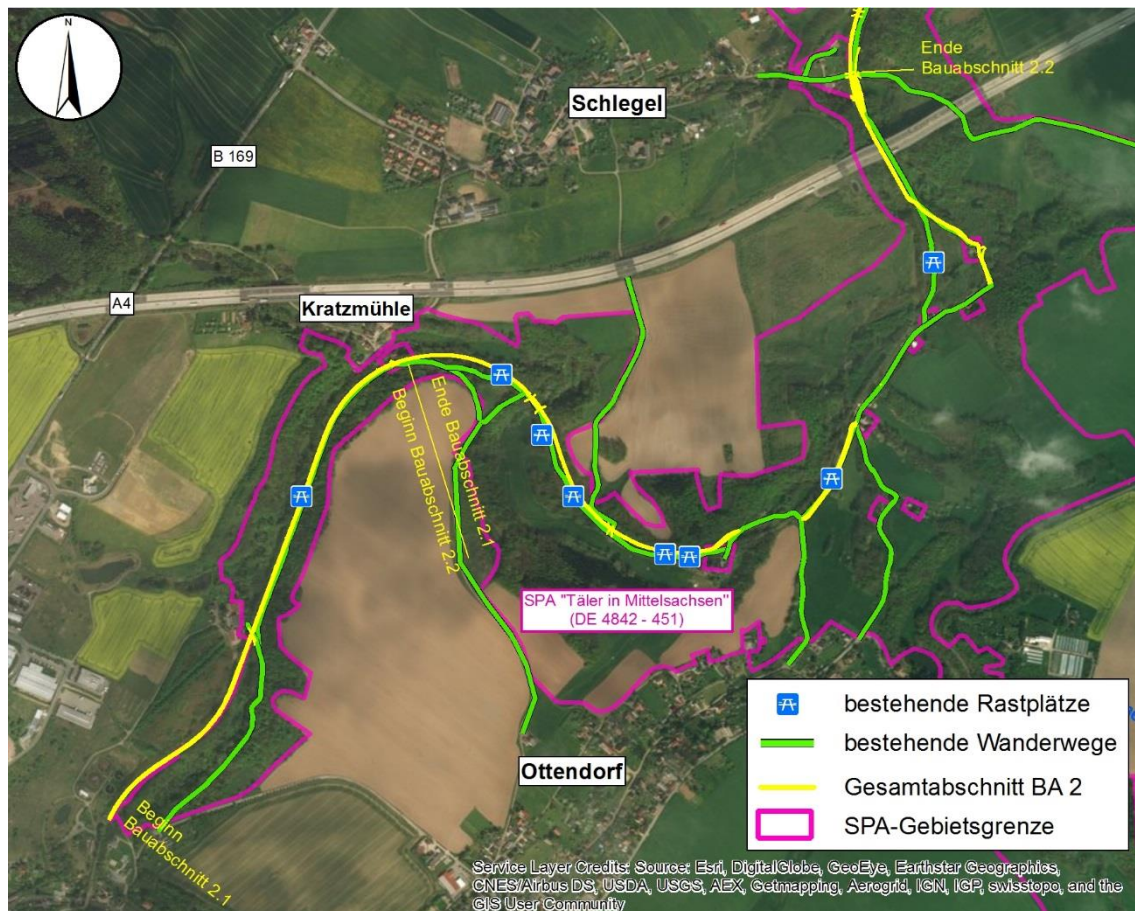 N
Ende
Bauabschnitt 2.2
Schlegel
B 169
A4
Kratzmühle
Ende Bauabschnitt 2.1
Beginn Bauabschnitt 2.2
SPA "Täler in Mittelsachsen"
(DE 4842 - 451)
Ottendorf
Beginn
Bauabschnitt 2.1
bestehende Rastplätze
bestehende Wanderwege
Gesamtabschnitt BA 2
SPA-Gebietsgrenze
Service Layer Credits: Source: Esri, DigitalGlobe, GeoEye, Earthstar Geographics,
CNES/Airbus DS, USDA, USGS, AEX, Getmapping, Aerogrid, IGN, IGP, swisstopo, and the
GIS User Community